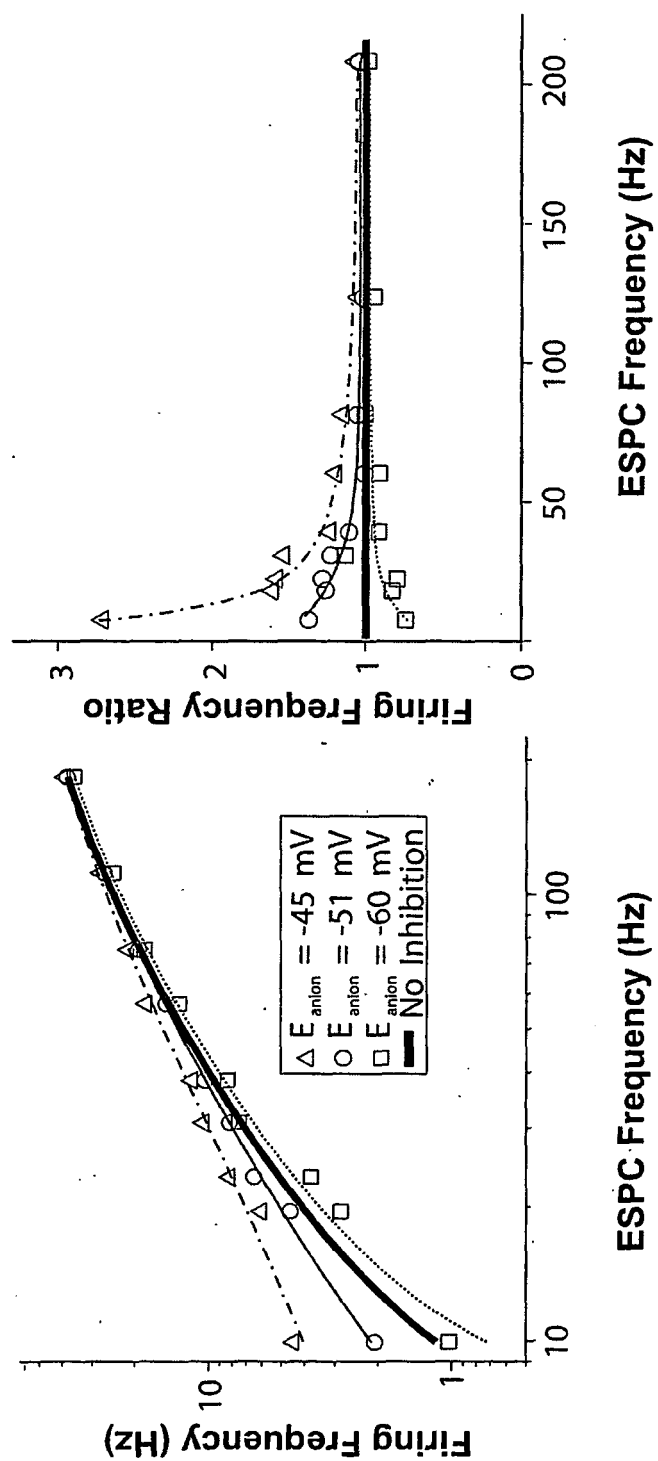 Firing Frequency (Hz)
10
1
10
100
ESPC Frequency (Hz)
E anion = -45 mV
E anion = -51 mV
E anion = -60 mV
No Inhibition
Firing Frequency Ratio
3
2
1
0
50
100
150
200
ESPC Frequency (Hz)